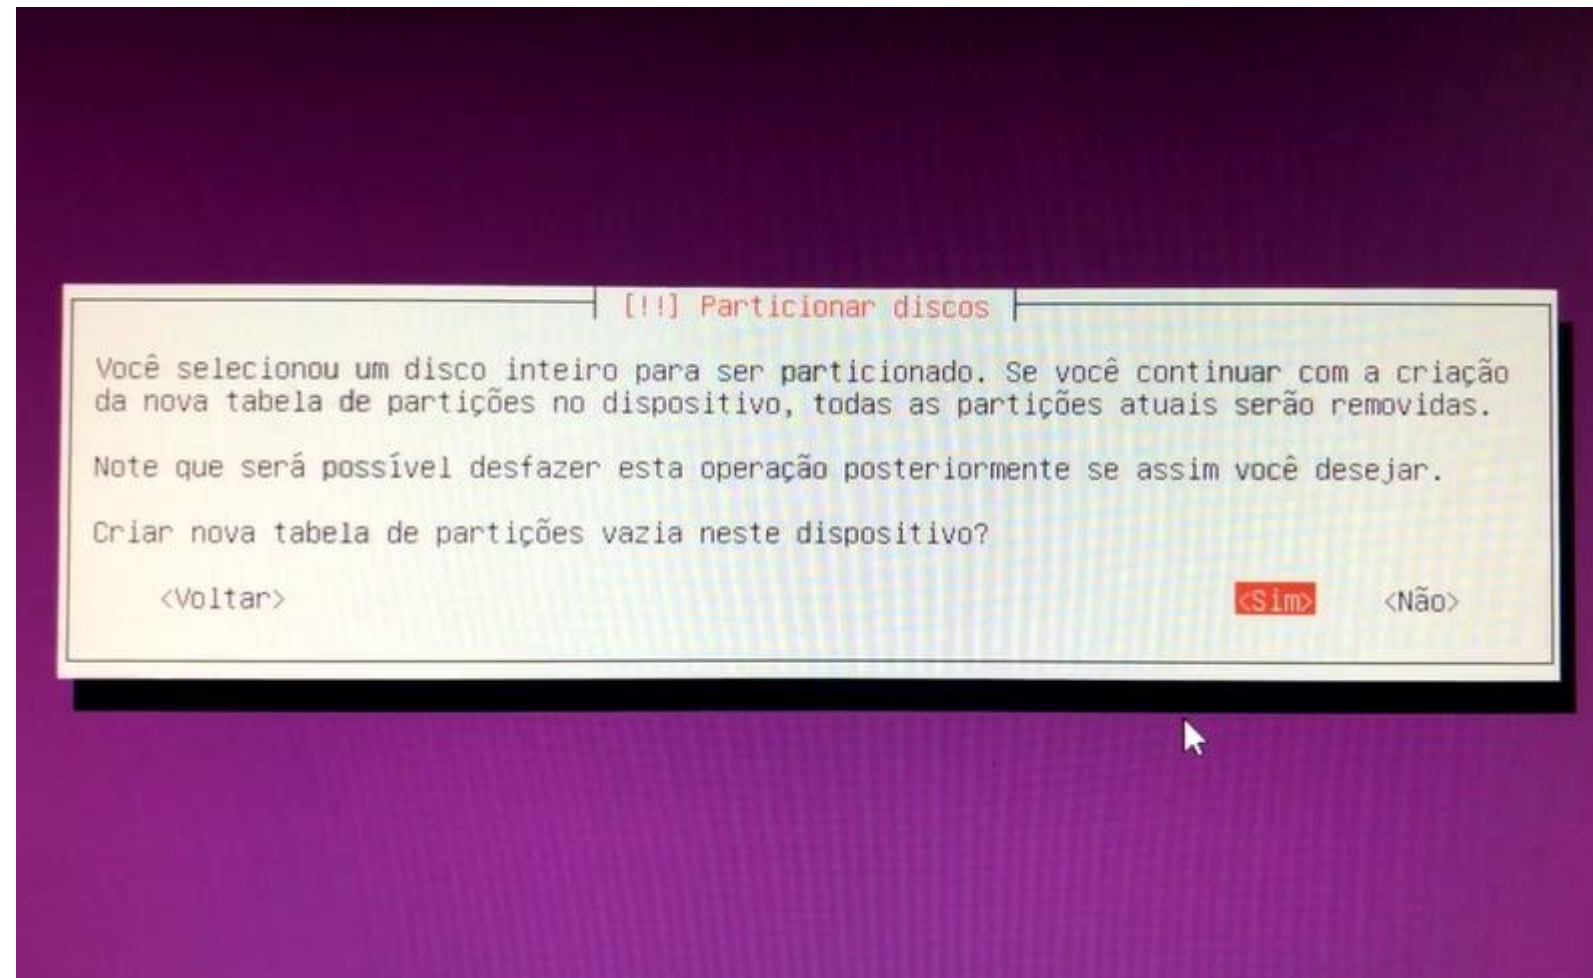 [!!] Particionar discos
Você selecionou um disco inteiro para ser particionado. Se você continuar com a criação
da nova tabela de partições no dispositivo, todas as partições atuais serão removidas.
Note que será possível desfazer esta operação posteriormente se assim você desejar.
Criar nova tabela de partições vazia neste dispositivo?
<Voltar> <Sim> <Não>